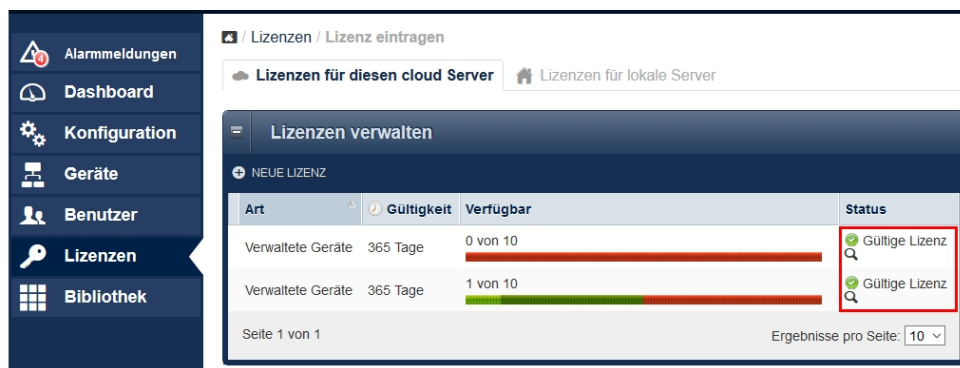 / Lizenzen / Lizenz eintragen
4
Alarmmeldungen
Dashboard
Konfiguration
Geräte
Benutzer
Lizenzen
Bibliothek
Lizenzen für diesen cloud Server
Lizenzen für lokale Server
Lizenzen verwalten
NEUE LIZENZ
Art Gültigkeit Verfügbar Status
Verwaltete Geräte 365 Tage 0 von 10 Gültige Lizenz
Verwaltete Geräte 365 Tage 1 von 10 Gültige Lizenz
Seite 1 von 1 Ergebnisse pro Seite: 10